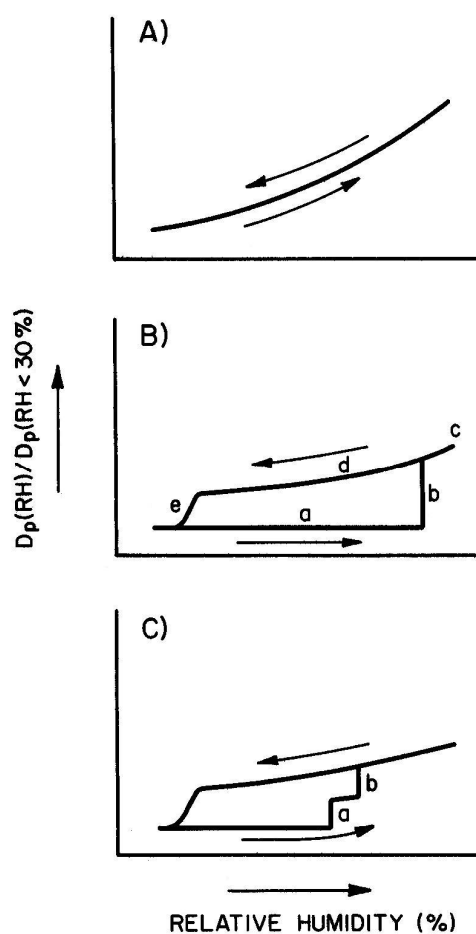 A)
B)
c
d
e
b
a
Dp(RH)/Dp(RH<30%)
C)
b
a
RELATIVE HUMIDITY (%)